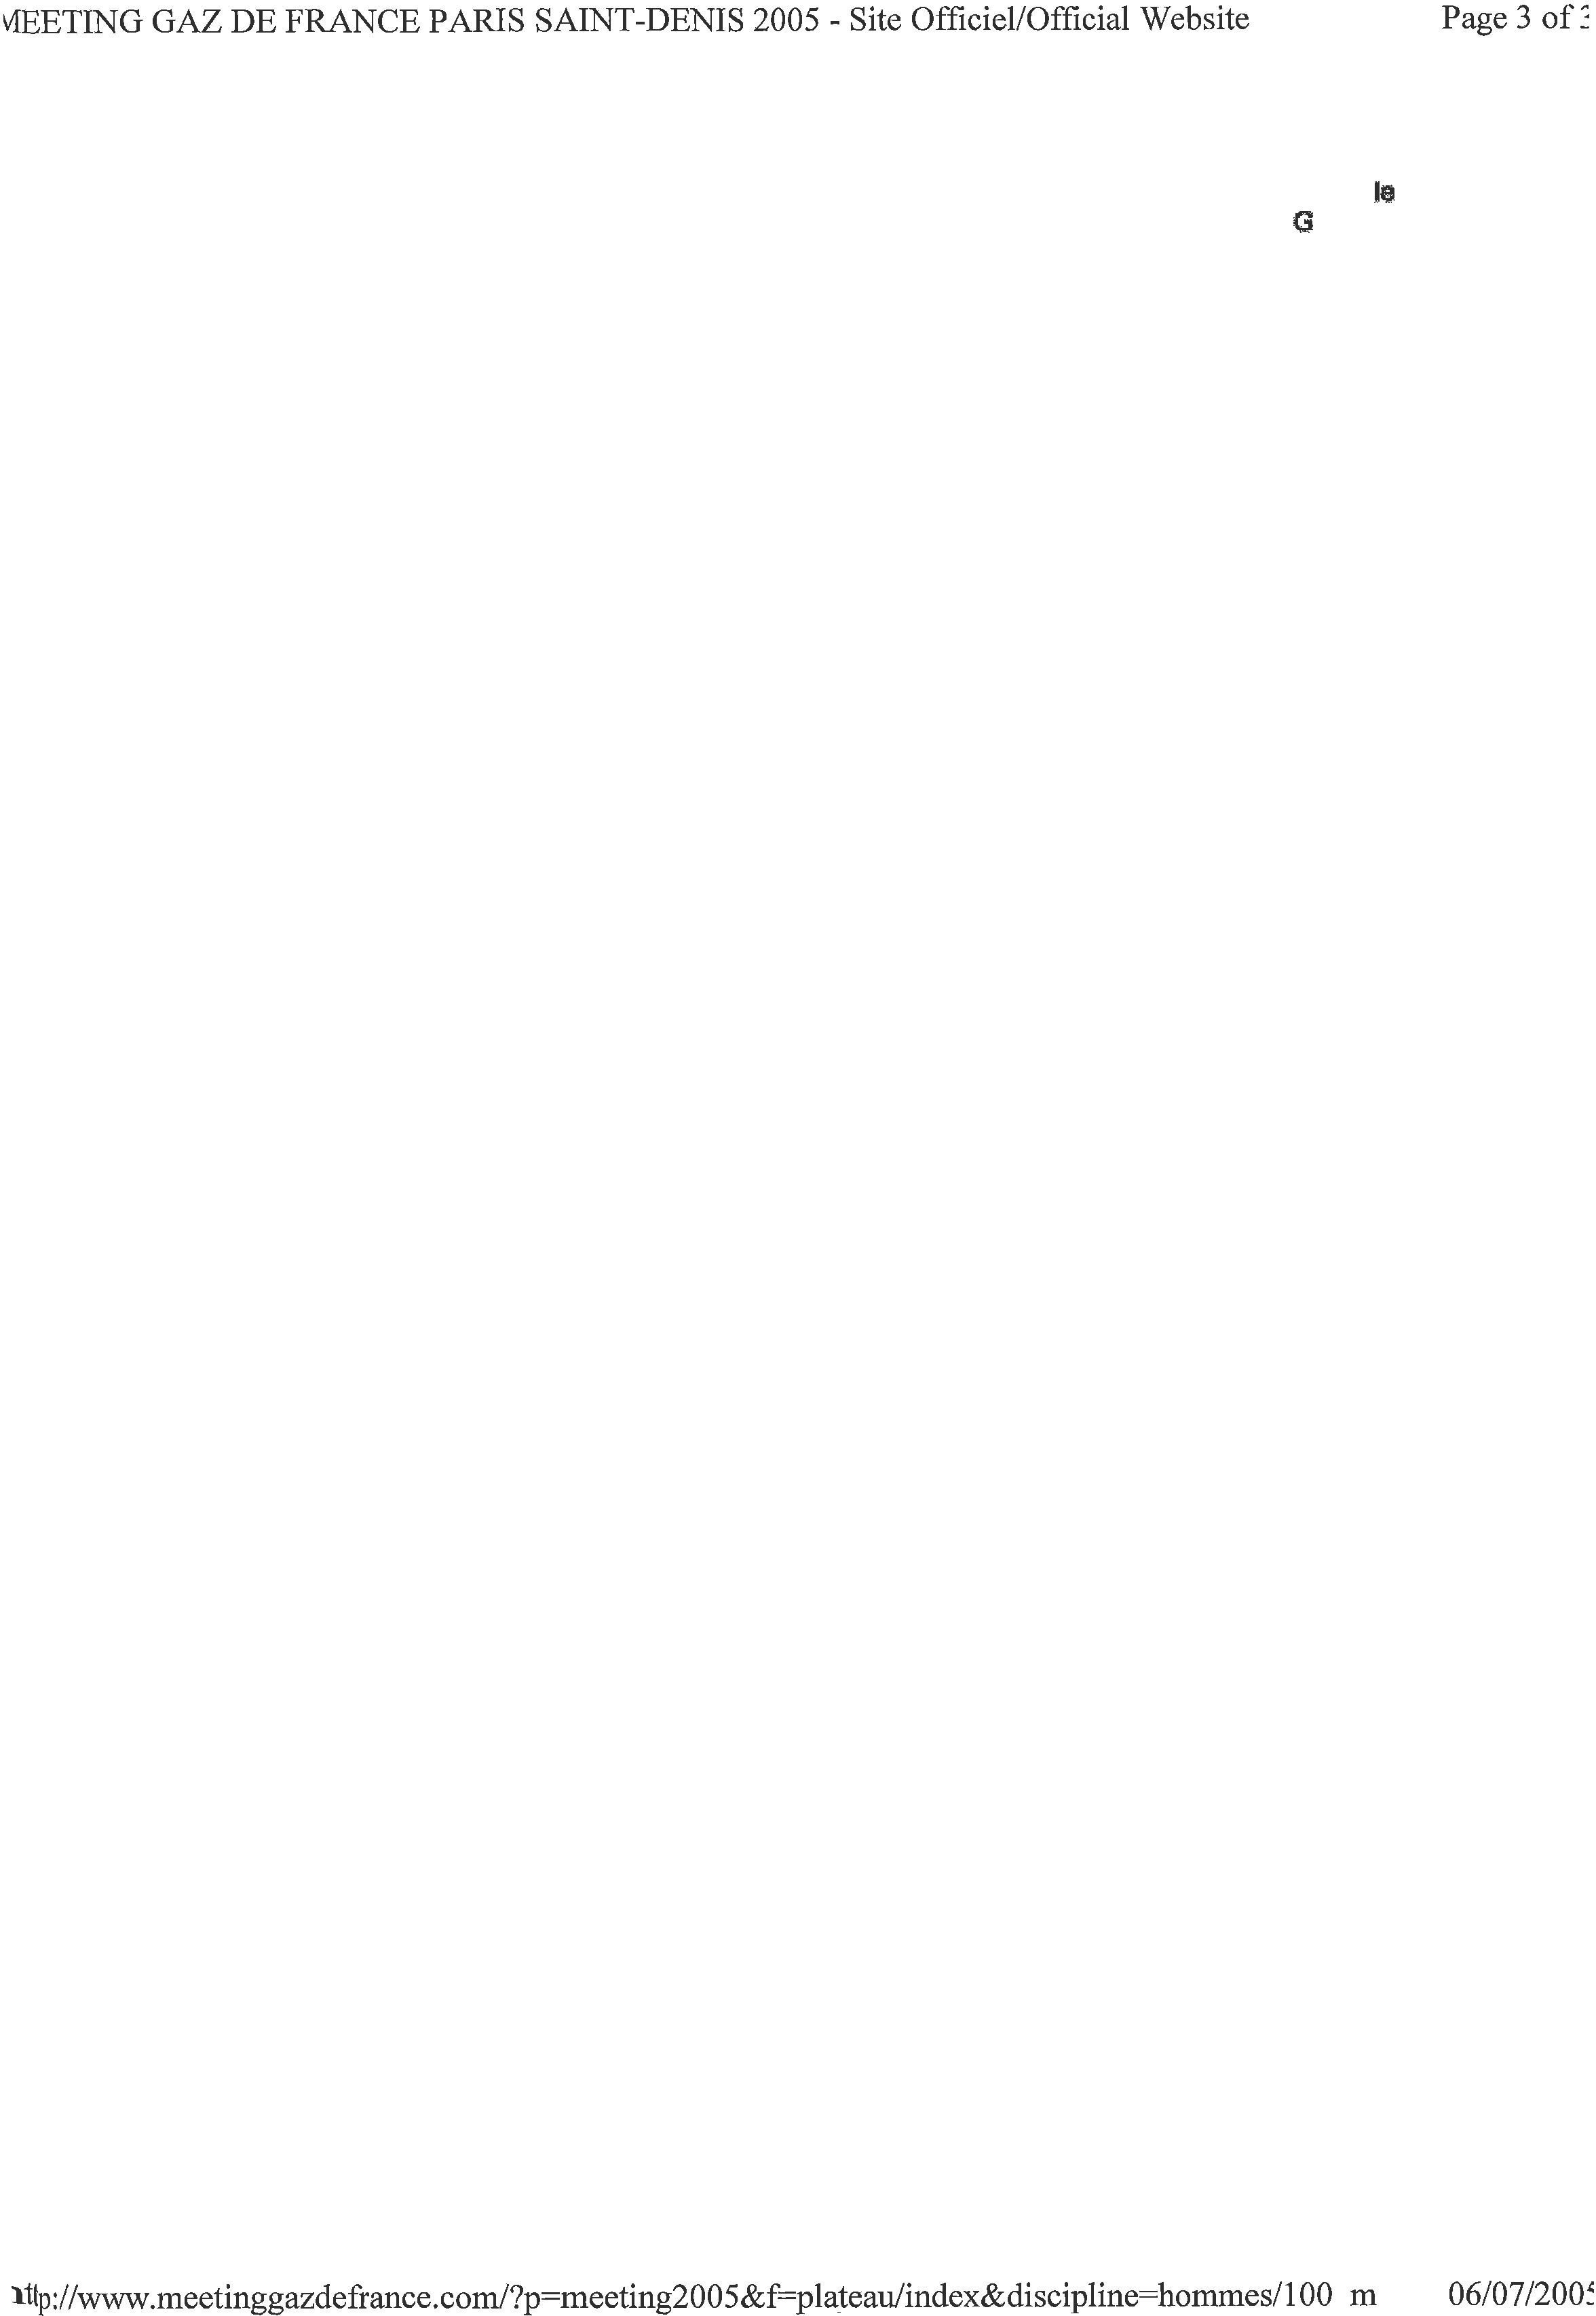 MEETING GAZ DE FRANCE PARIS SAINT-DENIS 2005 - Site Officiel/Official Website Page 3 of 3
le
G
http://www.meetinggazdefrance.com/?p=meeting2005&f=plateau/index&discipline=hommes/100 m 06/07/2005